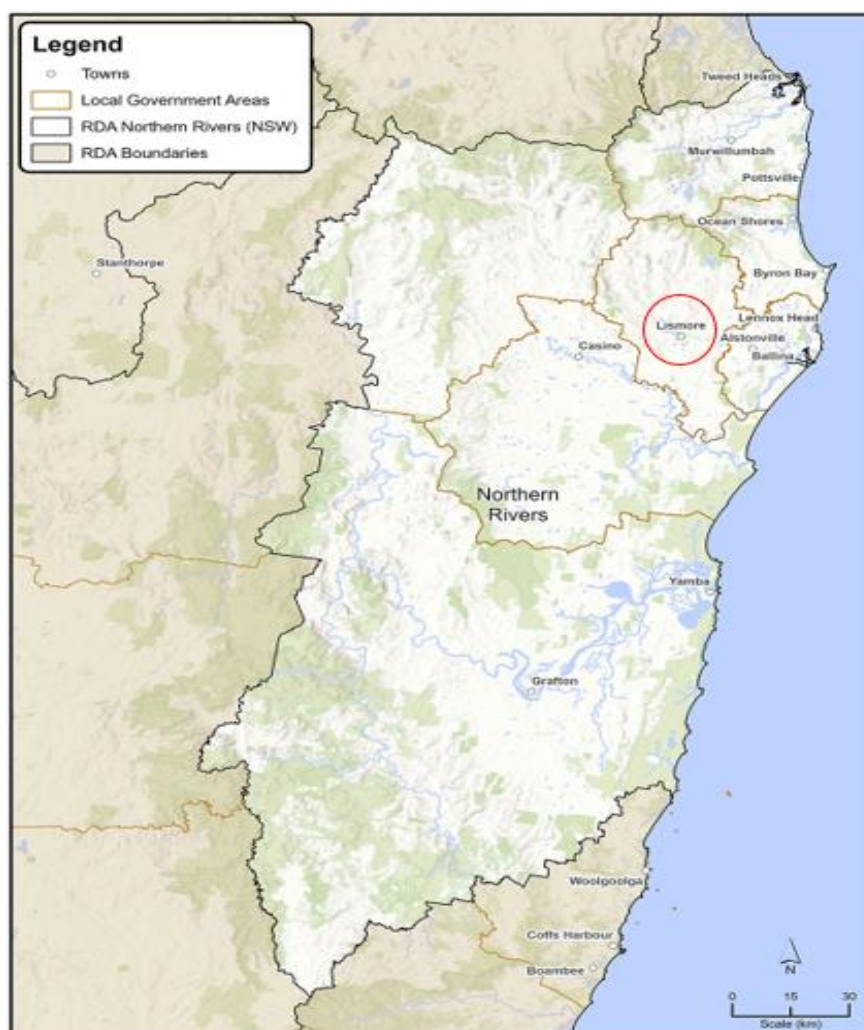 Legend
Towns
Local Government Areas
RDA Northern Rivers (NSW)
RDA Boundaries
Tweed Heads
Murwillumbah
Pottsville
Ocean Shores
Stanthorpe
Byron Bay
Lennox Head
Lismore
Alstonville
Casino
Ballina
Northern
Rivers
Yamba
Grafton
Woolgoolga
Coffs Harbour
Boambee
N
0 15 30
Scale (km)